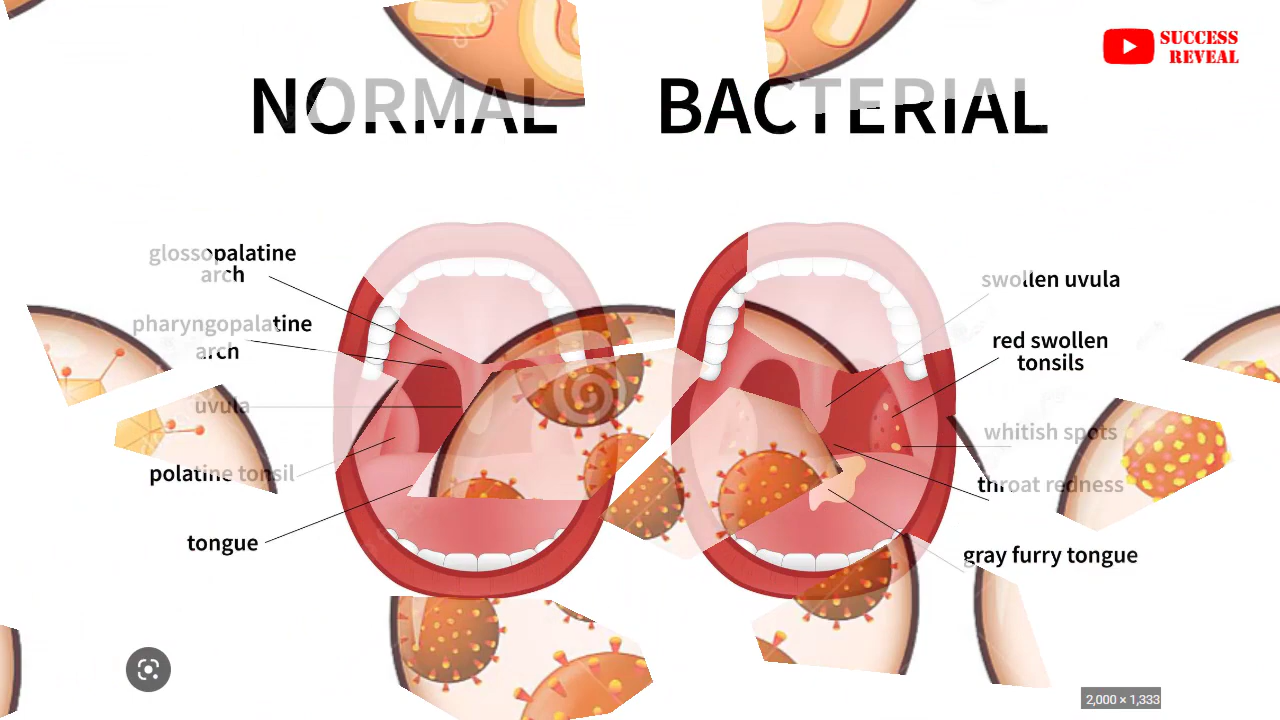 SUCCESS
REVEAL
NORMAL
BACTERIAL
glossopalatine
arch
pharyngopalatine
arch
uvula
polatine tonsil
tongue
swollen uvula
red swollen
tonsils
whitish spots
throat redness
gray furry tongue
2,000 × 1,333